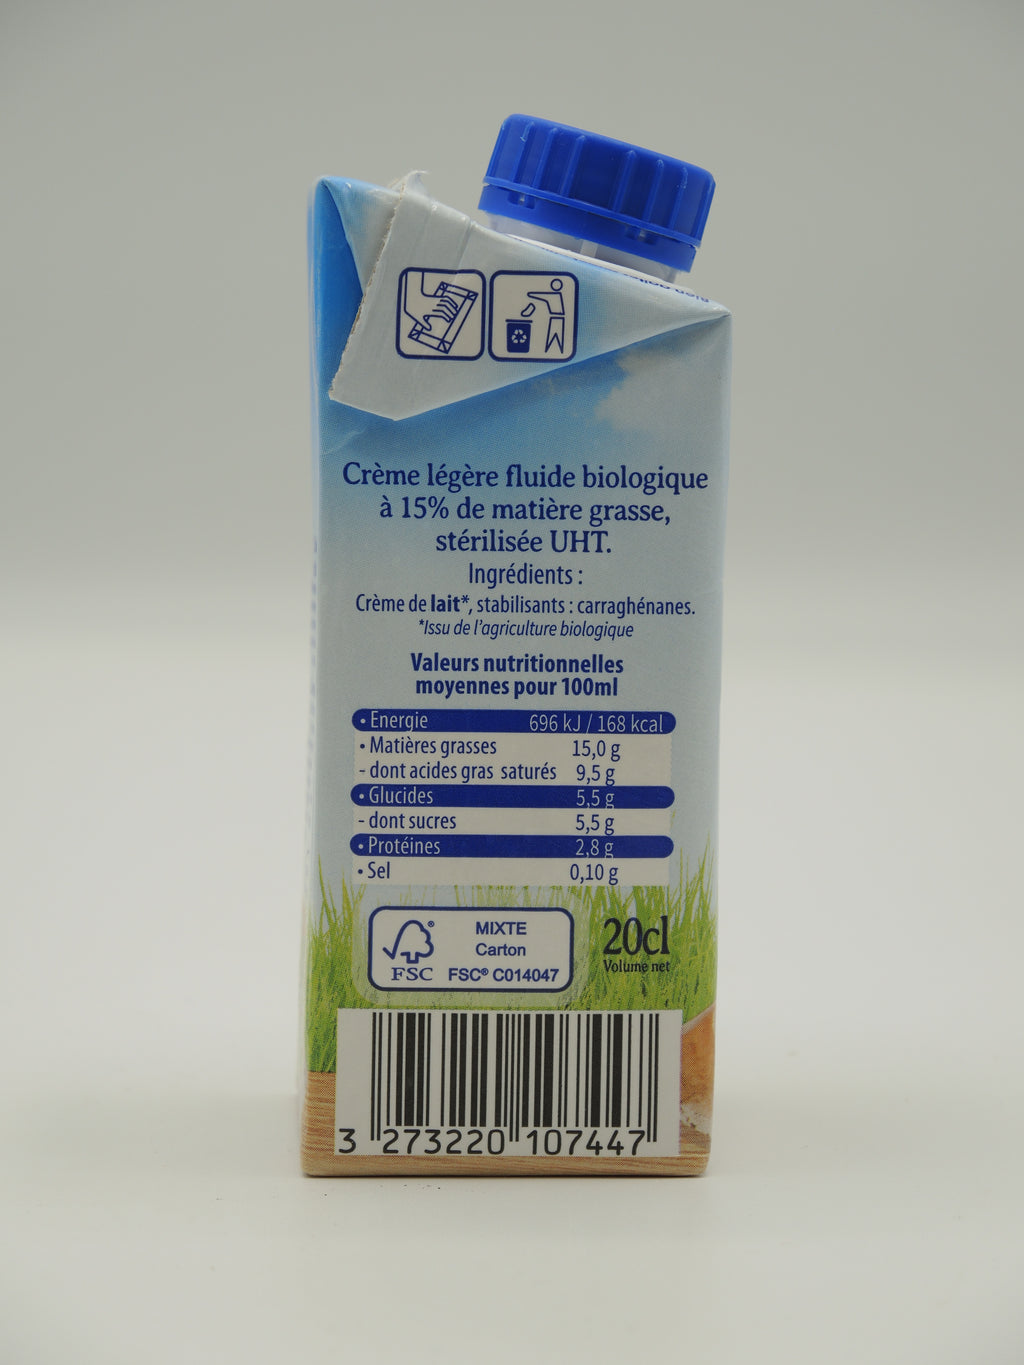 Crème légère fluide biologique
à 15% de matière grasse,
stérilisée UHT.
Ingrédients :
Crème de lait*, stabilisants : carraghénanes.
*Issu de l'agriculture biologique
Valeurs nutritionnelles
moyennes pour 100ml
• Energie 696 kJ / 168 kcal
• Matières grasses 15,0 g
- dont acides gras saturés 9,5 g
• Glucides 5,5 g
- dont sucres 5,5 g
• Protéines 2,8 g
• Sel 0,10 g
MIXTE
Carton
FSC FSC® C014047
20cl
Volume net
3 273220 107447